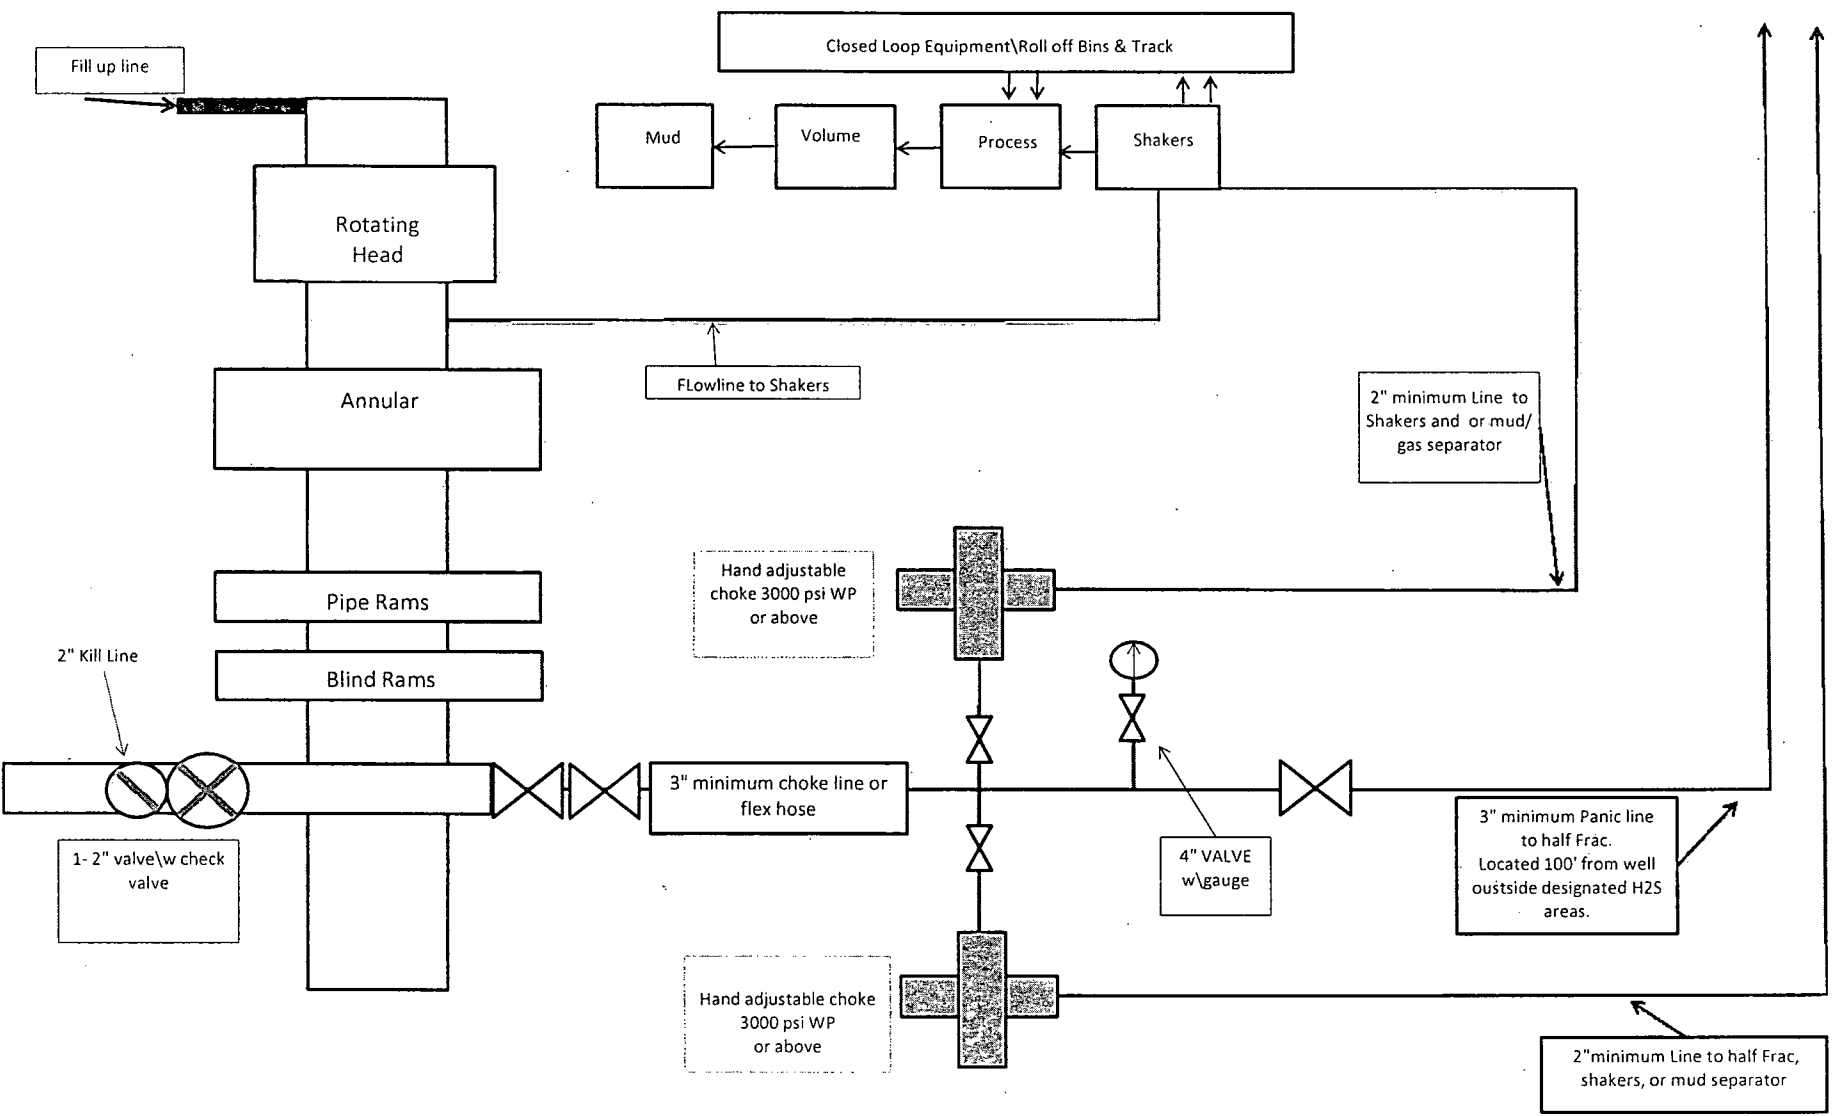 Closed Loop Equipment\Roll off Bins & Track
Fill up line
Mud
Volume
Process
Shakers
Rotating
Head
FLowline to Shakers
Annular
2" minimum Line to
Shakers and or mud/
gas separator
Hand adjustable
choke 3000 psi WP
or above
Pipe Rams
2" Kill Line
Blind Rams
3" minimum choke line or
flex hose
1- 2" valve\w check
valve
4" VALVE
w\gauge
3" minimum Panic line
to half Frac.
Located 100' from well
oustside designated H2S
areas.
Hand adjustable choke
3000 psi WP
or above
2"minimum Line to half Frac,
shakers, or mud separator